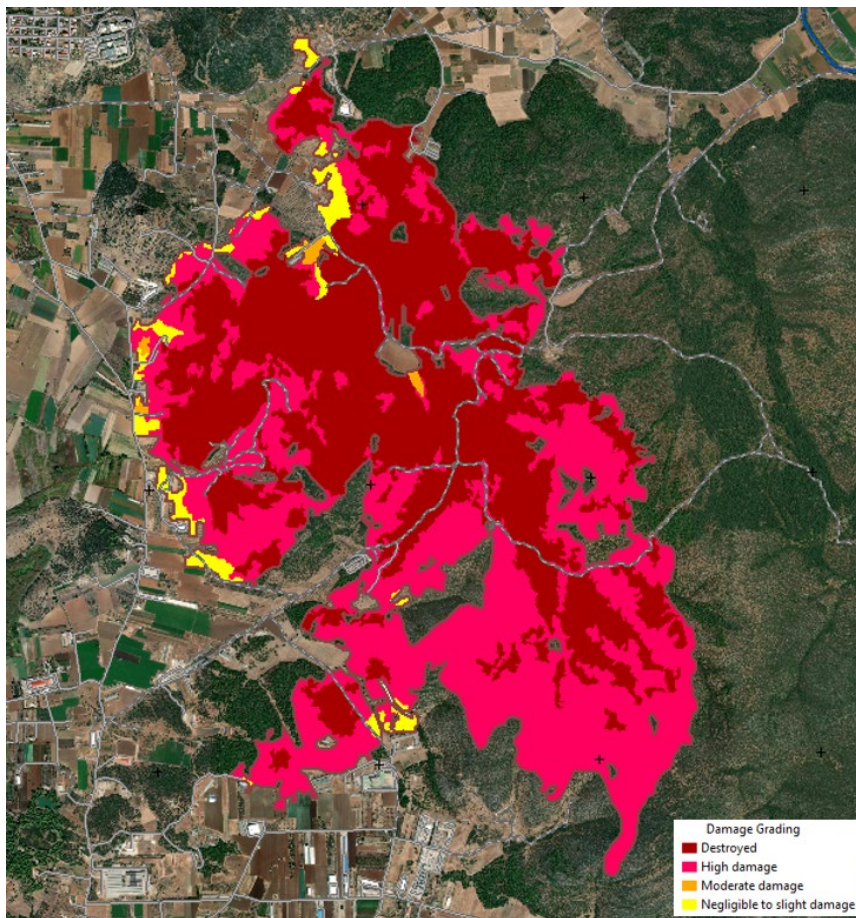 Damage Grading
Destroyed
High damage
Moderate damage
Negligible to slight damage